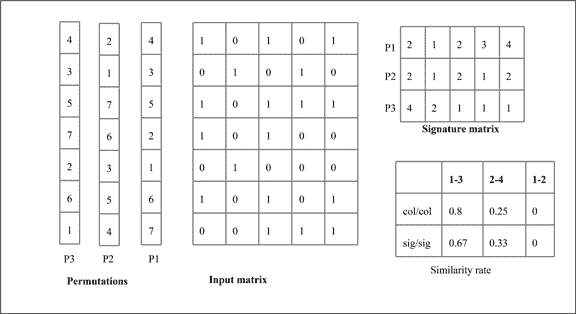 4 2 4 1 0 1 0 1
3 1 3 0 1 0 1 0
5 7 5 1 0 1 1 1
7 6 2 1 0 1 0 0
2 3 1 0 1 0 0 0
6 5 6 1 0 1 0 1
1 4 7 0 0 1 1 1
P3 P2 P1
Permutations
Input matrix
P1 2 1 2 3 4
P2 2 1 2 1 2
P3 4 2 1 1 1
Signature matrix
1-3 2-4 1-2
col/col 0.8 0.25 0
sig/sig 0.67 0.33 0
Similarity rate